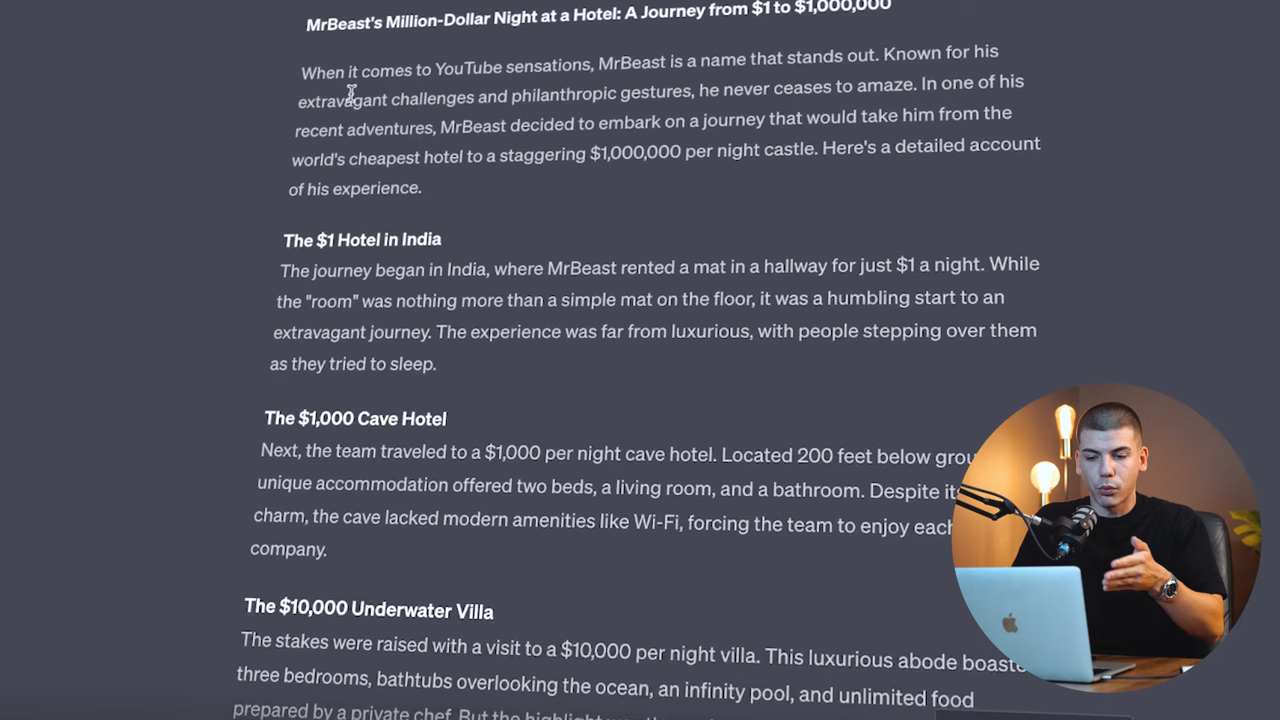 MrBeast's Million-Dollar Night at a Hotel: A Journey from $1 to $1,000,000
When it comes to YouTube sensations, MrBeast is a name that stands out. Known for his
extravagant challenges and philanthropic gestures, he never ceases to amaze. In one of his
recent adventures, MrBeast decided to embark on a journey that would take him from the
world's cheapest hotel to a staggering $1,000,000 per night castle. Here's a detailed account
of his experience.
The $1 Hotel in India
The journey began in India, where MrBeast rented a mat in a hallway for just $1 a night. While
the "room" was nothing more than a simple mat on the floor, it was a humbling start to an
extravagant journey. The experience was far from luxurious, with people stepping over them
as they tried to sleep.
The $1,000 Cave Hotel
Next, the team traveled to a $1,000 per night cave hotel. Located 200 feet below
unique accommodation offered two beds, a living room, and a bathroom. Despite
charm, the cave lacked modern amenities like Wi-Fi, forcing the team to enjoy
company.
The $10,000 Underwater Villa
The stakes were raised with a visit to a $10,000 per night villa. This luxurious abode
three bedrooms, bathtubs overlooking the ocean, an infinity pool, and unlimited food
prepared by a private chef. But the